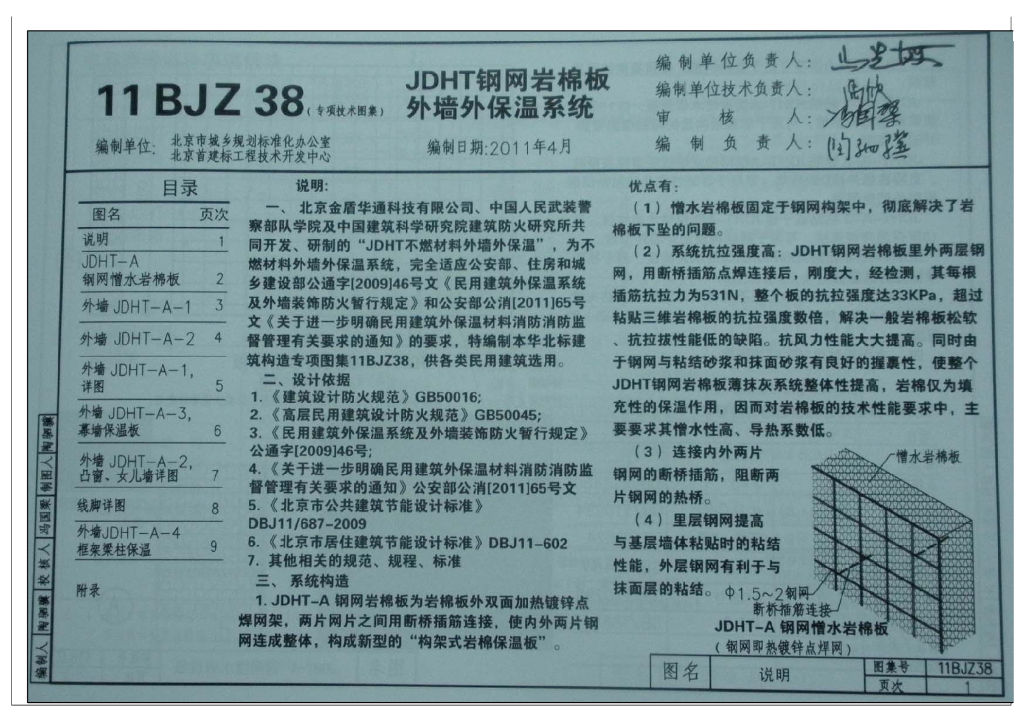 11 BJZ 38（专项技术图集）
JDHT钢网岩棉板
外墙外保温系统
编制单位：北京市城乡规划标准化办公室
北京首建标工程技术开发中心
编制日期:2011年4月
编制单位负责人：
编制单位技术负责人：
审 核 人：
编 制 负 责 人：
目录
图名 页次
说明 1
JDHT-A
钢网憎水岩棉板 2
外墙 JDHT-A-1 3
外墙 JDHT-A-2 4
外墙 JDHT-A-1,
详图 5
外墙 JDHT-A-3,
幕墙保温板 6
外墙 JDHT-A-2,
凸窗、女儿墙详图 7
线脚详图 8
外墙JDHT-A-4
框架梁柱保温 9
附录
说明:
一、 北京金盾华通科技有限公司、中国人民武装警
察部队学院及中国建筑科学研究院建筑防火研究所共
同开发、研制的“JDHT不燃材料外墙外保温”，为不
燃材料外墙外保温系统，完全适应公安部、住房和城
乡建设部公通字[2009]46号文《民用建筑外保温系统
及外墙装饰防火暂行规定》和公安部公消[2011]65号
文《关于进一步明确民用建筑外保温材料消防消防监
督管理有关要求的通知》的要求，特编制本华北标建
筑构造专项图集11BJZ38，供各类民用建筑选用。
二、设计依据
1.《建筑设计防火规范》GB50016;
2.《高层民用建筑设计防火规范》GB50045;
3.《民用建筑外保温系统及外墙装饰防火暂行规定》
公通字[2009]46号;
4.《关于进一步明确民用建筑外保温材料消防消防监
督管理有关要求的通知》公安部公消[2011]65号文
5.《北京市公共建筑节能设计标准》
DBJ11/687-2009
6.《北京市居住建筑节能设计标准》DBJ11-602
7. 其他相关的规范、规程、标准
三、 系统构造
1. JDHT-A 钢网岩棉板为岩棉板外双面加热镀锌点
焊网架，两片网片之间用断桥插筋连接，使内外两片钢
网连成整体，构成新型的“构架式岩棉保温板”。
优点有：
（1）憎水岩棉板固定于钢网构架中，彻底解决了岩
棉板下坠的问题。
（2）系统抗拉强度高：JDHT钢网岩棉板里外两层钢
网，用断桥插筋点焊连接后，刚度大，经检测，其每根
插筋抗拉力为531N，整个板的抗拉强度达33KPa，超过
粘贴三维岩棉板的抗拉强度数倍，解决一般岩棉板松软
、抗拉拔性能低的缺陷。抗风力性能大大提高。同时由
于钢网与粘结砂浆和抹面砂浆有良好的握裹性，使整个
JDHT钢网岩棉板薄抹灰系统整体性提高，岩棉仅为填
充性的保温作用，因而对岩棉板的技术性能要求中，主
要要求其憎水性高、导热系数低。
（3）连接内外两片
钢网的断桥插筋，阻断两
片钢网的热桥。
（4）里层钢网提高
与基层墙体粘贴时的粘结
性能，外层钢网有利于与
抹面层的粘结。
憎水岩棉板
Φ1.5~2钢网
断桥插筋连接
JDHT-A 钢网憎水岩棉板
（钢网即热镀锌点焊网）
图名 说明 图集号 11BJZ38
页次 1
编制人
校核人 冯国梁
制图人